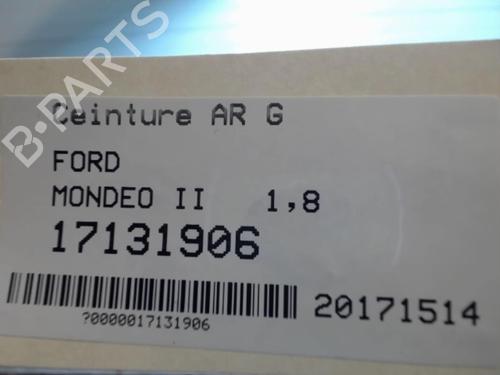 B-PARTS
Ceinture AR G
FORD
MONDEO II 1,8
17131906
20171514
?0000017131906